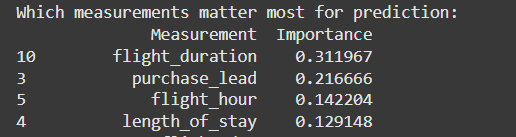 Which measurements matter most for prediction:
Measurement Importance
10 flight_duration 0.311967
3 purchase_lead 0.216666
5 flight_hour 0.142204
4 length_of_stay 0.129148